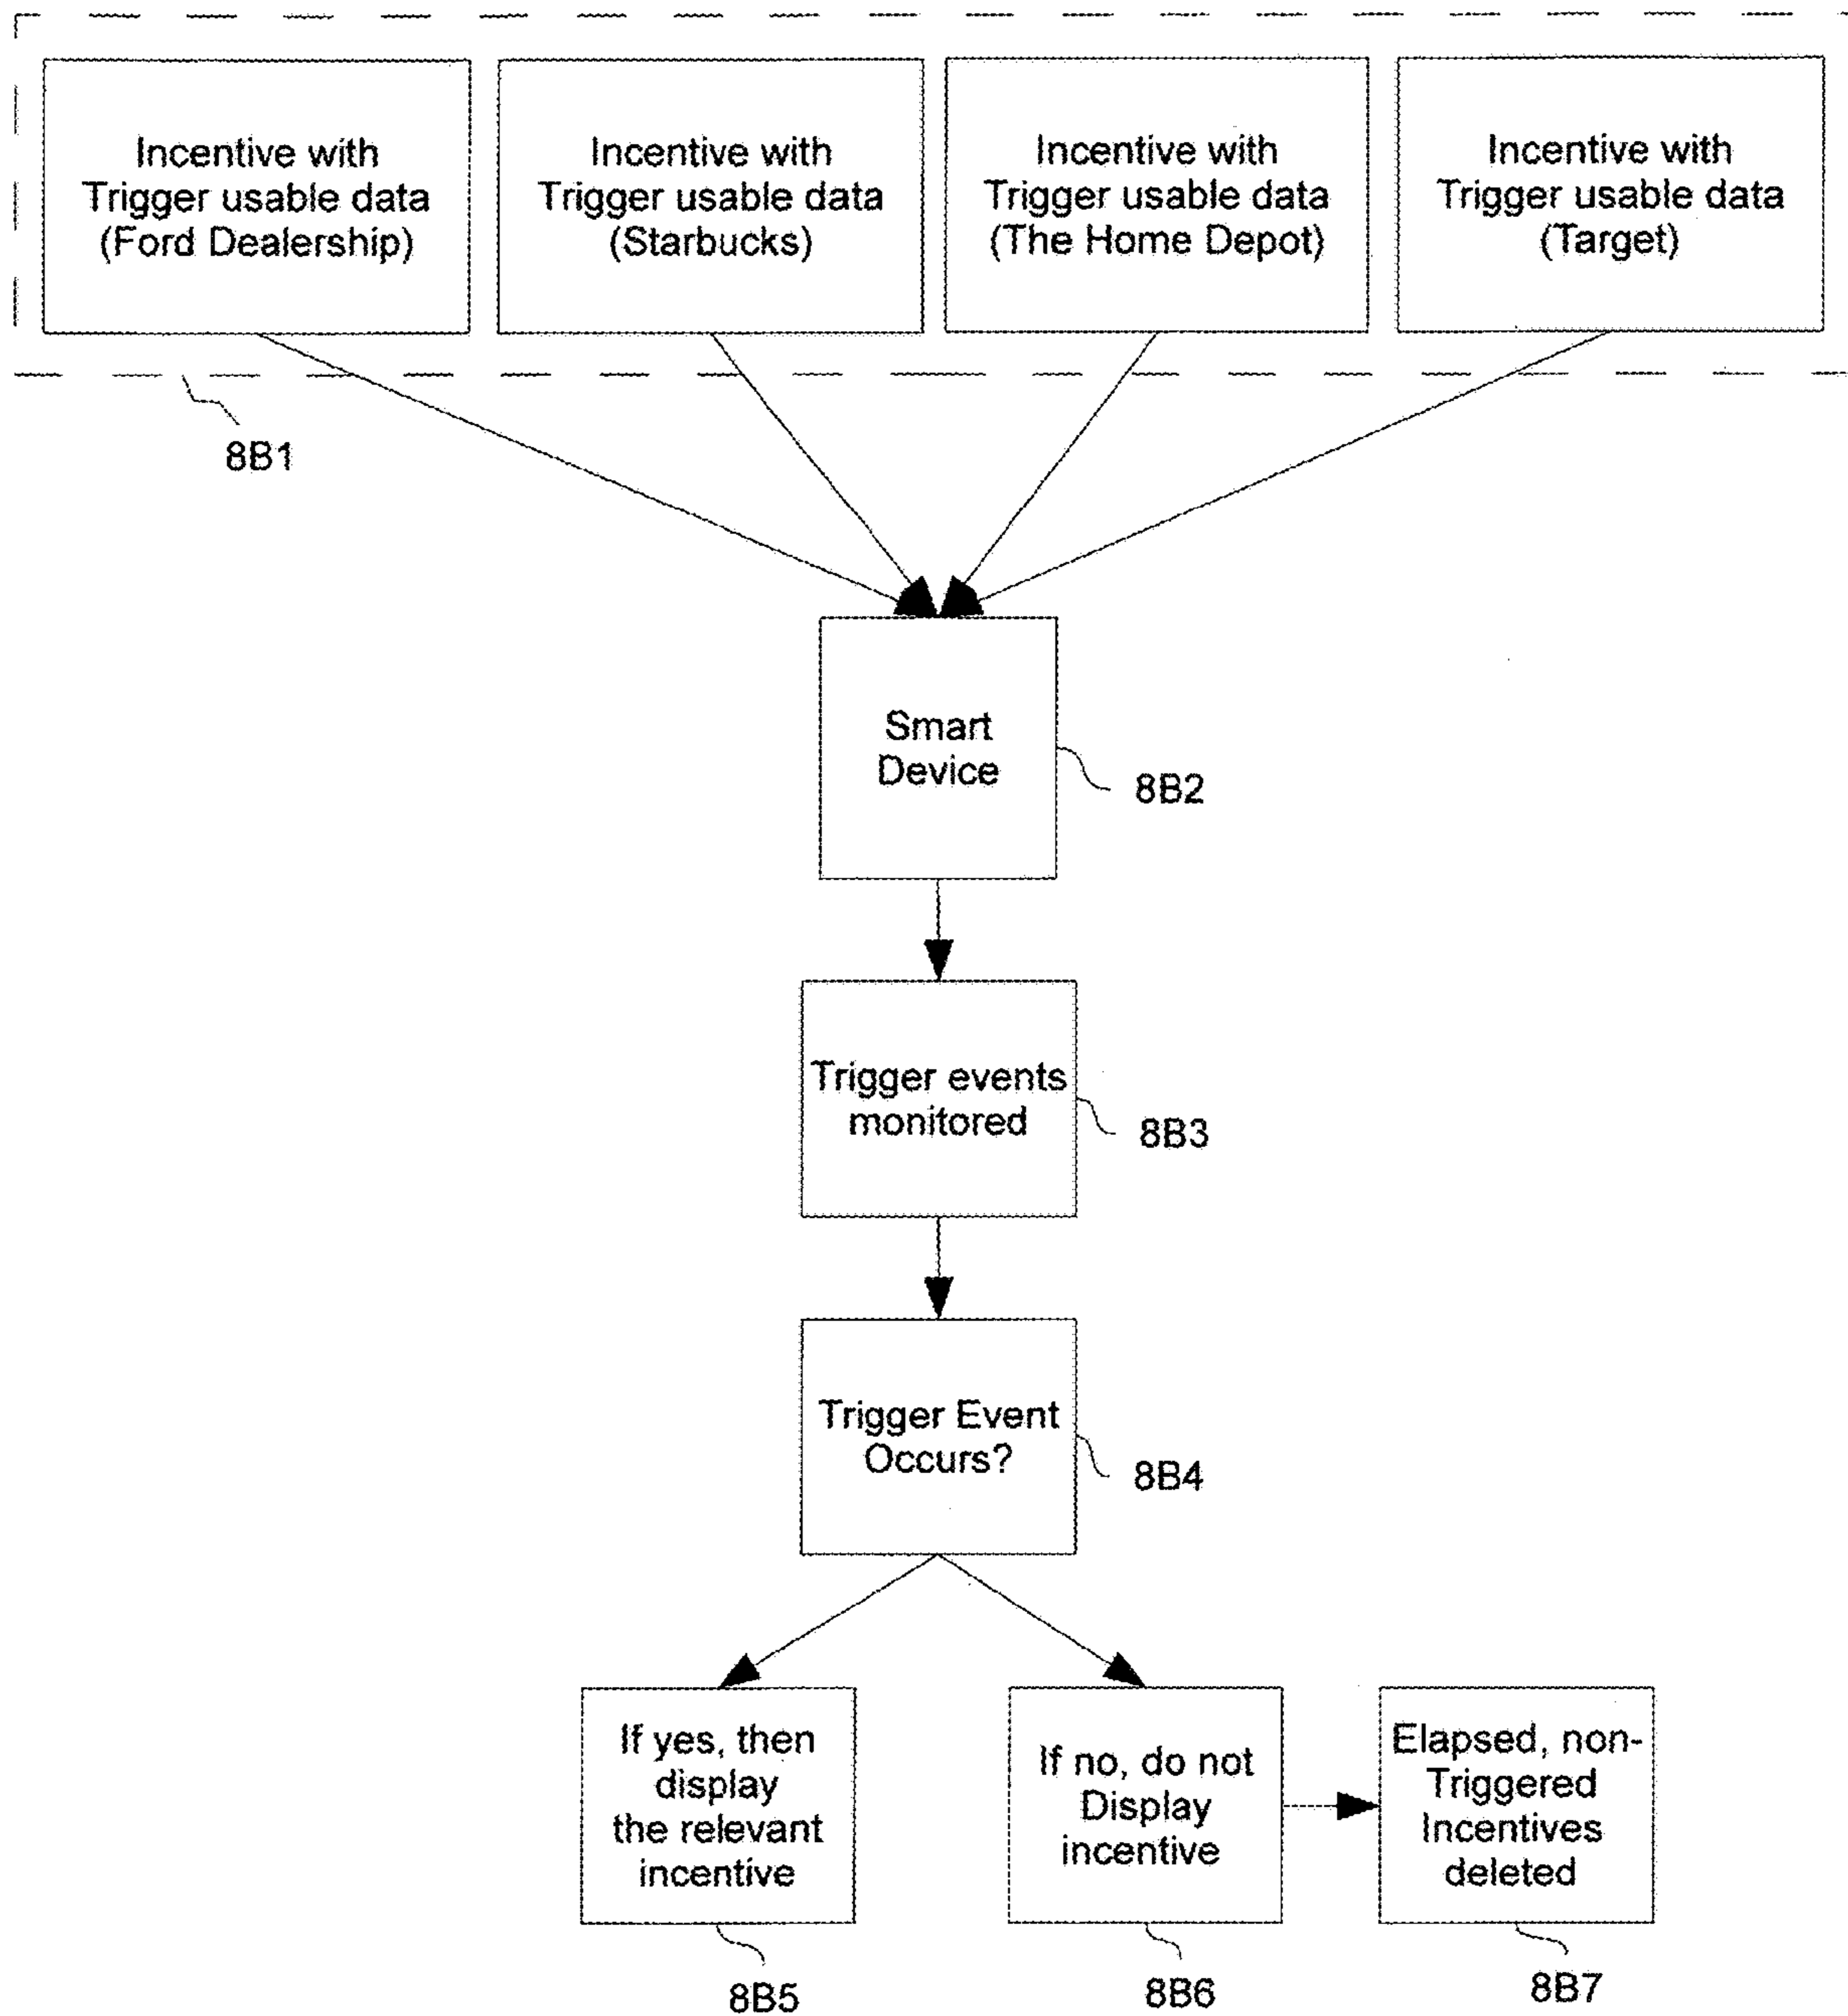 Incentive with
Trigger usable data
(Ford Dealership)
Incentive with
Trigger usable data
(Starbucks)
Incentive with
Trigger usable data
(The Home Depot)
Incentive with
Trigger usable data
(Target)
8B1
Smart
Device
8B2
Trigger events
monitored
8B3
Trigger Event
Occurs?
8B4
If yes, then
display
the relevant
incentive
8B5
If no, do not
Display
incentive
8B6
Elapsed, non-
Triggered
Incentives
deleted
8B7